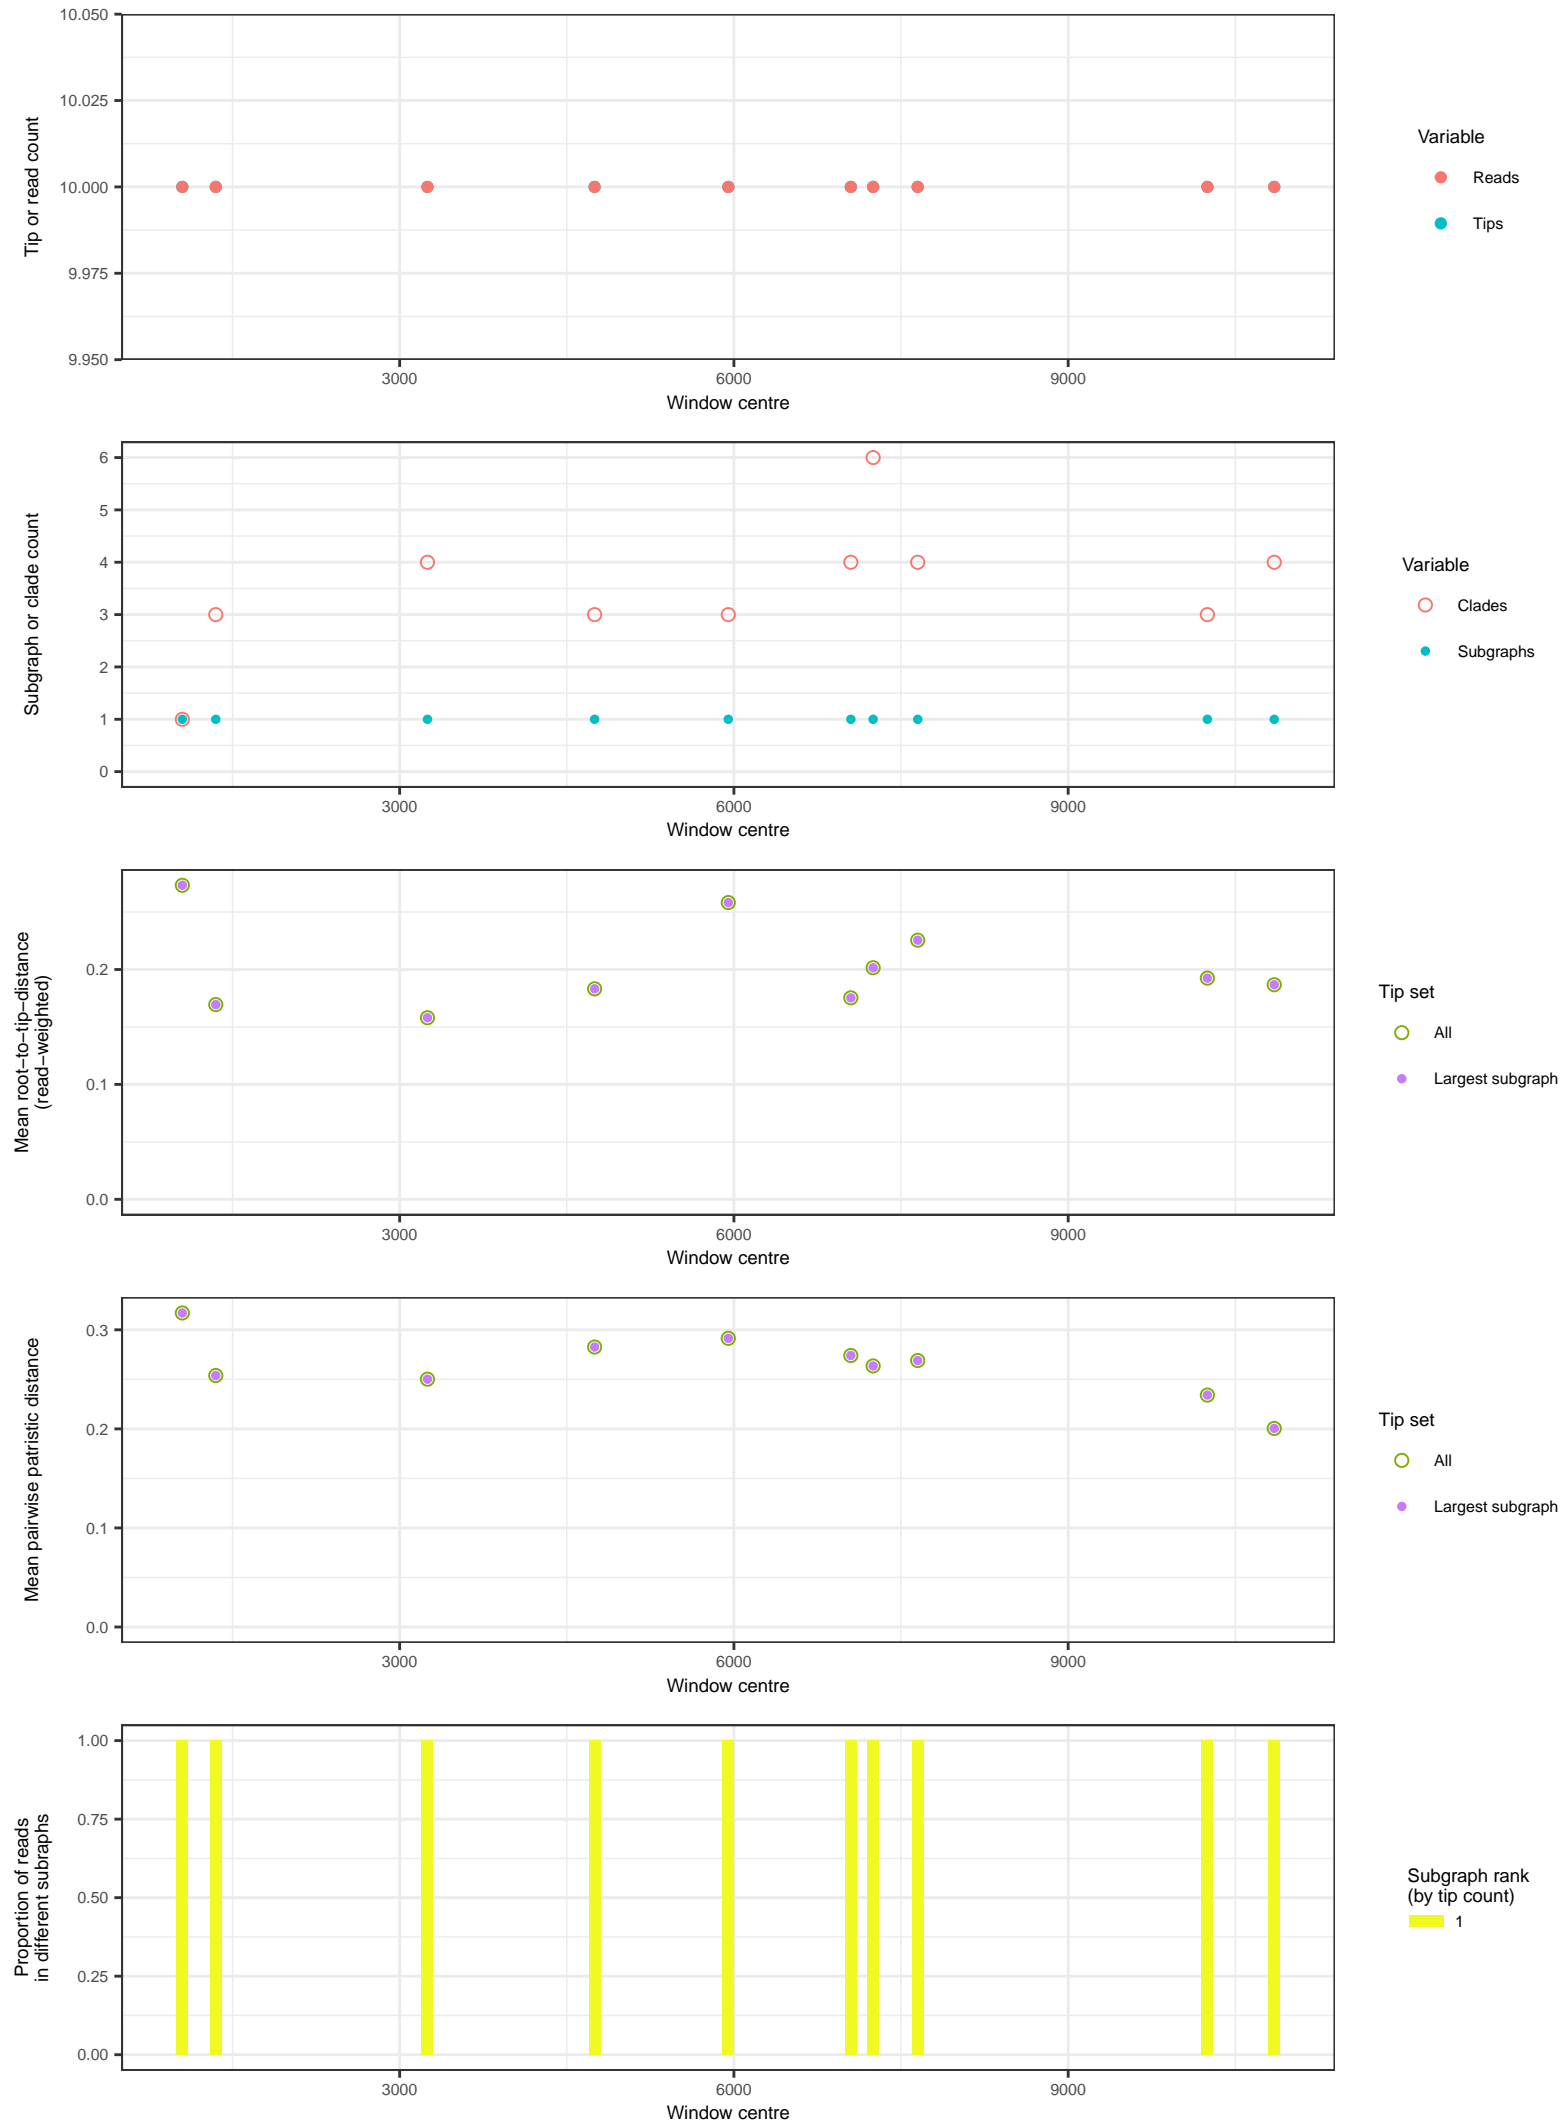 10.050
10.025
10.000
9.975
9.950
Tip or read count
3000
6000
9000
Window centre
Variable
Reads
Tips
6
5
4
3
2
1
0
Subgraph or clade count
3000
6000
9000
Window centre
Variable
Clades
Subgraphs
0.2
0.1
0.0
Mean root−to−tip−distance
(read−weighted)
3000
6000
9000
Window centre
Tip set
All
Largest subgraph
0.3
0.2
0.1
0.0
Mean pairwise patristic distance
3000
6000
9000
Window centre
Tip set
All
Largest subgraph
1.00
0.75
0.50
0.25
0.00
Proportion of reads
in different subraphs
3000
6000
9000
Window centre
Subgraph rank
(by tip count)
1